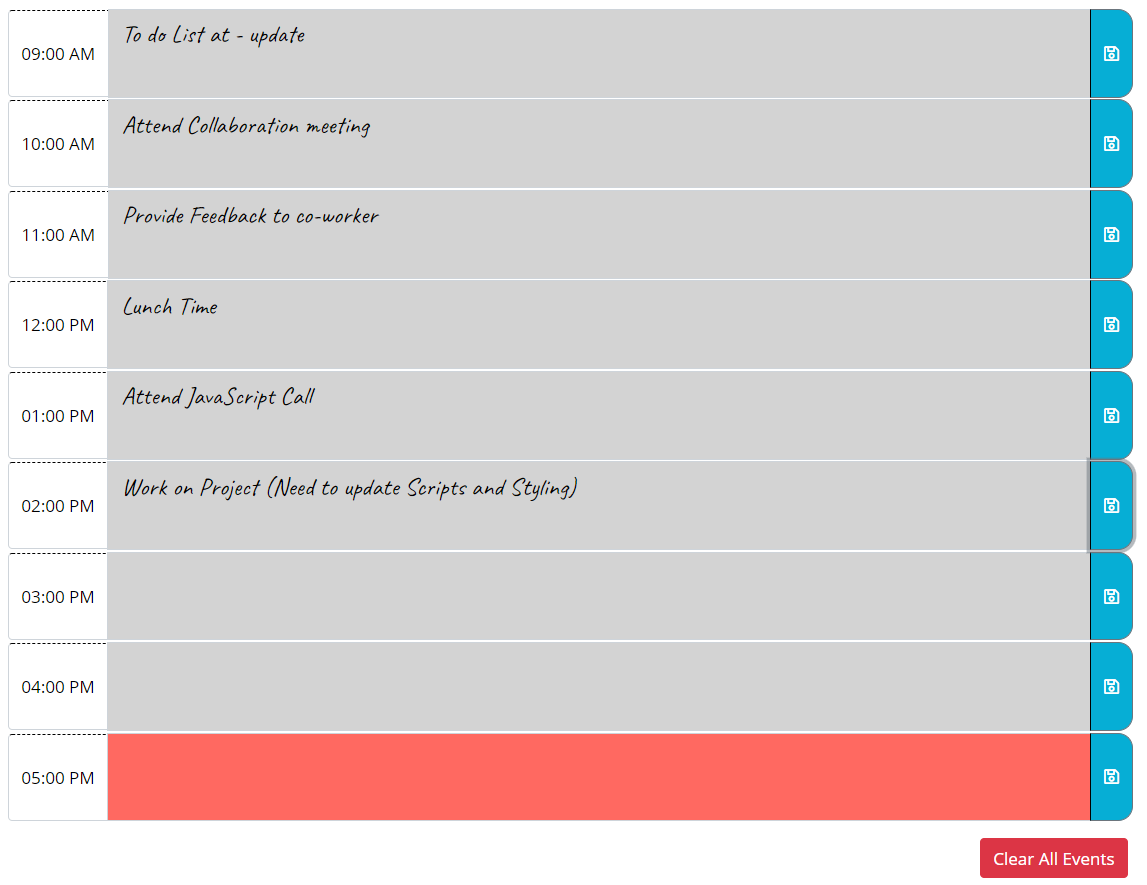 09:00 AM
To do List at - update
10:00 AM
Attend Collaboration meeting
11:00 AM
Provide Feedback to co-worker
12:00 PM
Lunch Time
01:00 PM
Attend JavaScript Call
02:00 PM
Work on Project (Need to update Scripts and Styling)
03:00 PM
04:00 PM
05:00 PM
Clear All Events